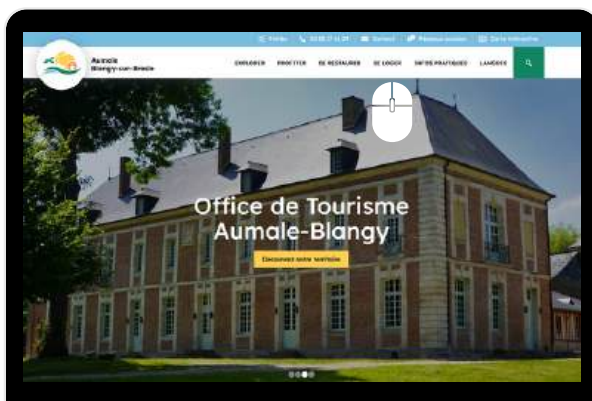 Contact
Aumale
Blangy-sur-Bresle
EXPLORER PROFITER SE RESTAURER SE LOGER INFOS PRATIQUES
Office de Tourisme
Aumale-Blangy
Découvrez notre territoire